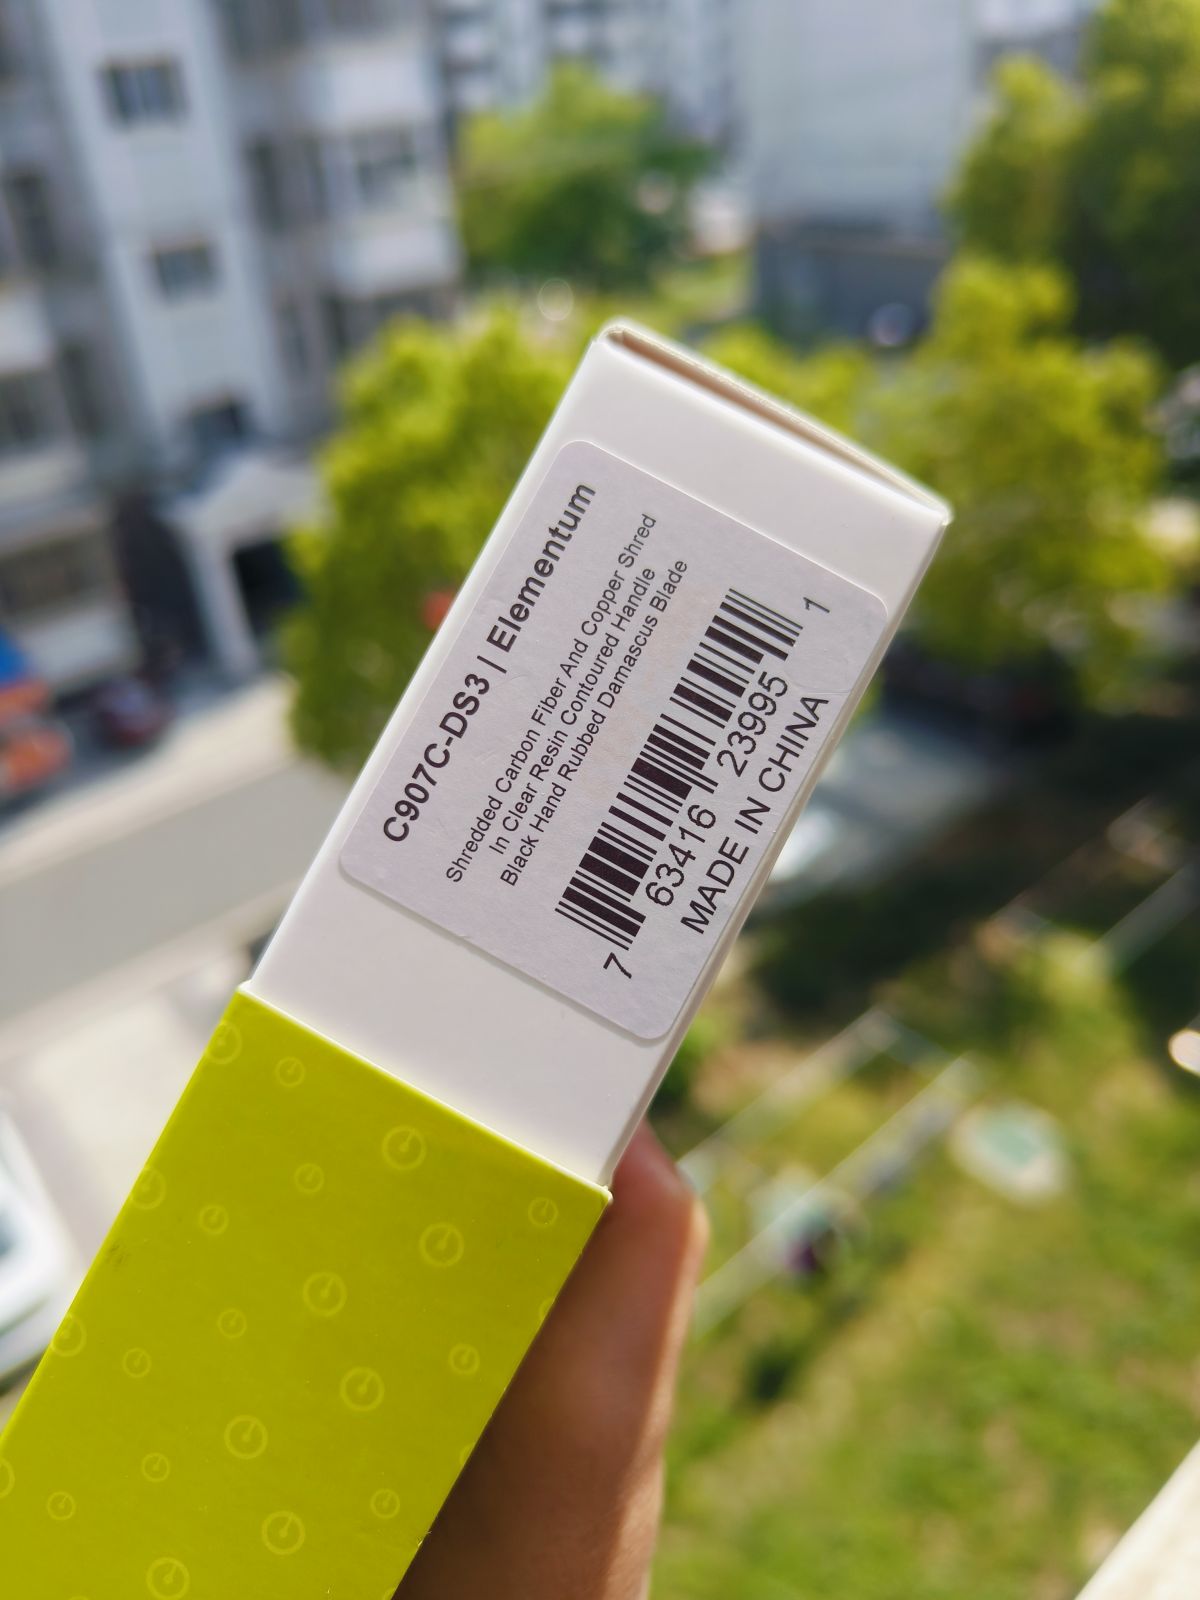 C907C-DS3 | Elementum
Shredded Carbon Fiber And Copper Shred
In Clear Resin Contoured Handle
Black Hand Rubbed Damascus Blade
7 63416 23995 1
MADE IN CHINA